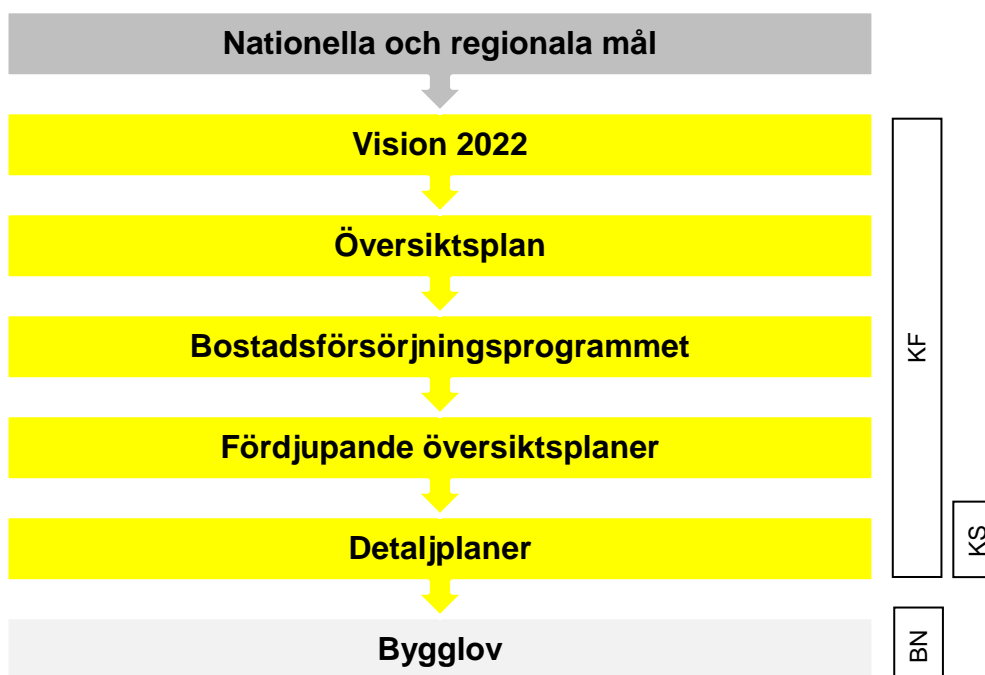 Nationella och regionala mål
Vision 2022
Översiktsplan
Bostadsförsörjningsprogrammet
Fördjupande översiktsplaner
Detaljplaner
Bygglov
KF
KS
BN